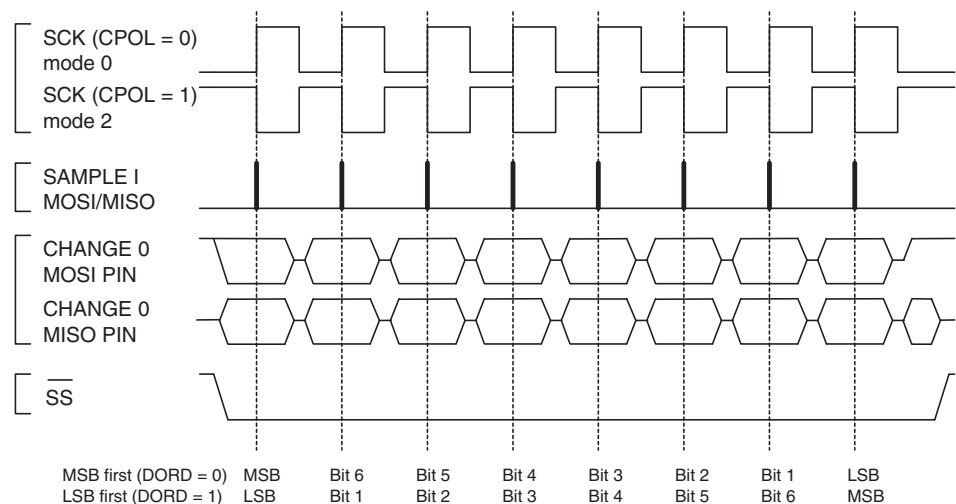 SCK (CPOL = 0)
mode 0
SCK (CPOL = 1)
mode 2
SAMPLE I
MOSI/MISO
CHANGE 0
MOSI PIN
CHANGE 0
MISO PIN
SS
MSB first (DORD = 0) MSB Bit 6 Bit 5 Bit 4 Bit 3 Bit 2 Bit 1 LSB
LSB first (DORD = 1) LSB Bit 1 Bit 2 Bit 3 Bit 4 Bit 5 Bit 6 MSB